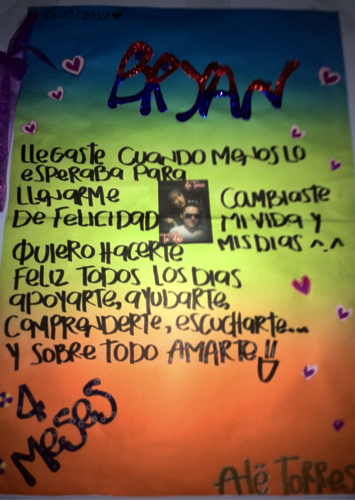 BRYAN
LLEGASTE CUANDO MENOS LO
ESPERABA PARA
LLENARME
DE FELICIDAD
CAMBIASTE
MI VIDA Y
MIS DIAS ^.^
QUIERO HACERTE
FELIZ TODOS LOS DIAS
APOYARTE, AYUDARTE,
COMPRENDERTE, ESCUCHARTE...
Y SOBRE TODO AMARTE!!
4
MESES
Alë TORRES